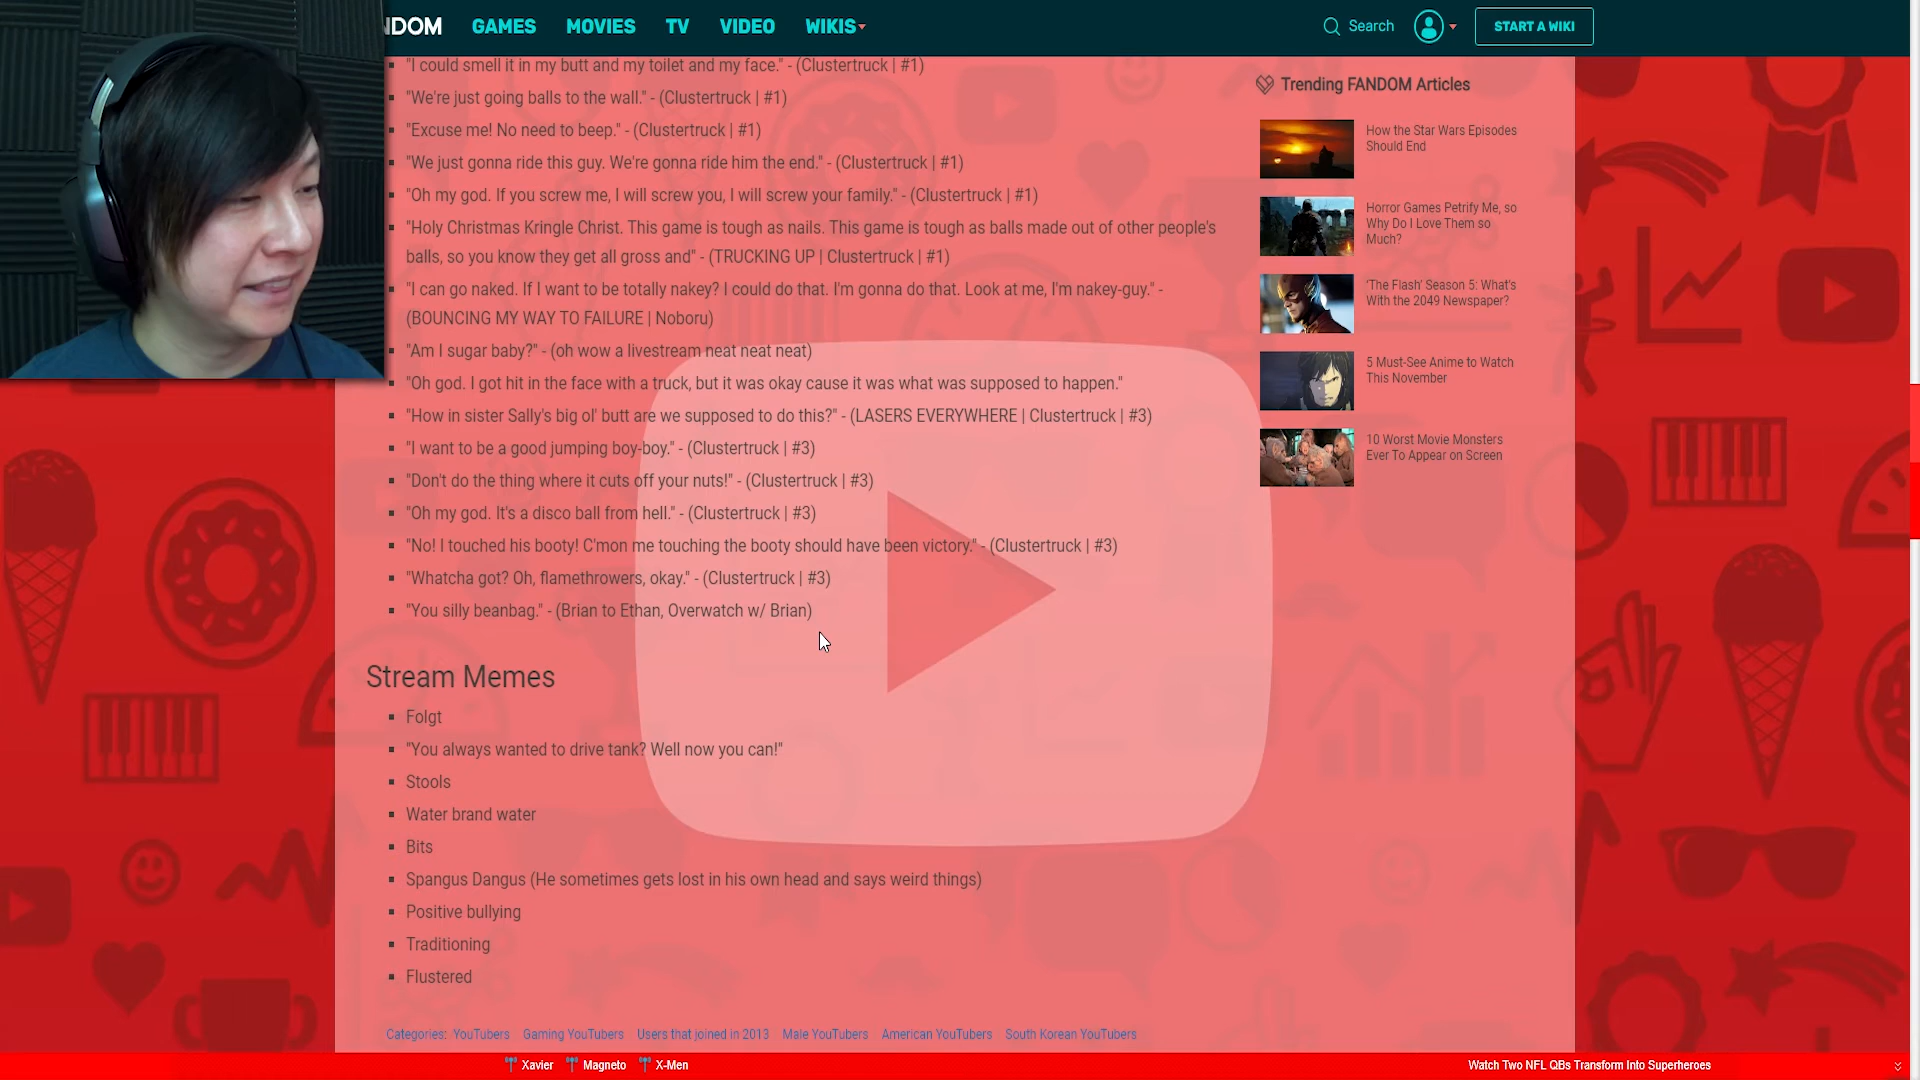 NDOM GAMES MOVIES TV VIDEO WIKIS Search START A WIKI
"I could smell it in my butt and my toilet and my face." - (Clustertruck | #1)
"We're just going balls to the wall." - (Clustertruck | #1)
"Excuse me! No need to beep." - (Clustertruck | #1)
"We just gonna ride this guy. We're gonna ride him the end." - (Clustertruck | #1)
"Oh my god. If you screw me, I will screw you, I will screw your family." - (Clustertruck | #1)
"Holy Christmas Kringle Christ. This game is tough as nails. This game is tough as balls made out of other people's
balls, so you know they get all gross and" - (TRUCKING UP | Clustertruck | #1)
"I can go naked. If I want to be totally nakey? I could do that. I'm gonna do that. Look at me, I'm nakey-guy." -
(BOUNCING MY WAY TO FAILURE | Noboru)
"Am I sugar baby?" - (oh wow a livestream neat neat neat)
"Oh god. I got hit in the face with a truck, but it was okay cause it was what was supposed to happen."
"How in sister Sally's big ol' butt are we supposed to do this?" - (LASERS EVERYWHERE | Clustertruck | #3)
"I want to be a good jumping boy-boy." - (Clustertruck | #3)
"Don't do the thing where it cuts off your nuts!" - (Clustertruck | #3)
"Oh my god. It's a disco ball from hell." - (Clustertruck | #3)
"No! I touched his booty! C'mon me touching the booty should have been victory." - (Clustertruck | #3)
"Whatcha got? Oh, flamethrowers, okay." - (Clustertruck | #3)
"You silly beanbag." - (Brian to Ethan, Overwatch w/ Brian)
Stream Memes
Folgt
"You always wanted to drive tank? Well now you can!"
Stools
Water brand water
Bits
Spangus Dangus (He sometimes gets lost in his own head and says weird things)
Positive bullying
Traditioning
Flustered
Categories: YouTubers Gaming YouTubers Users that joined in 2013 Male YouTubers American YouTubers South Korean YouTubers
Trending FANDOM Articles
How the Star Wars Episodes
Should End
Horror Games Petrify Me, so
Why Do I Love Them so
Much?
'The Flash' Season 5: What's
With the 2049 Newspaper?
5 Must-See Anime to Watch
This November
10 Worst Movie Monsters
Ever To Appear on Screen
Xavier Magneto X-Men Watch Two NFL QBs Transform Into Superheroes